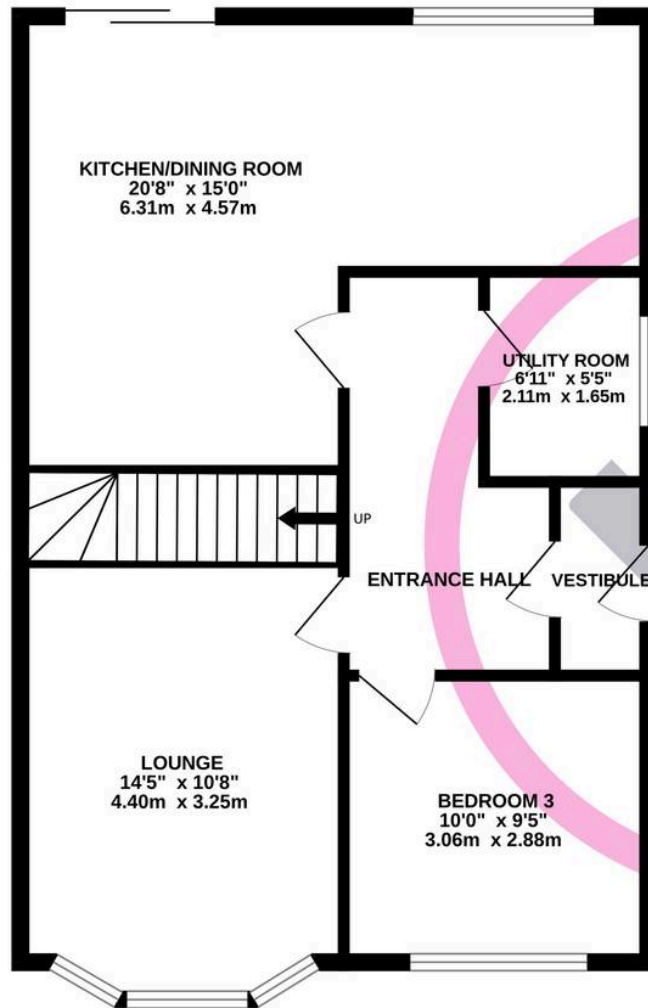 KITCHEN/DINING ROOM
20'8" x 15'0"
6.31m x 4.57m
UTILITY ROOM
6'11" x 5'5"
2.11m x 1.65m
UP
ENTRANCE HALL
VESTIBULE
LOUNGE
14'5" x 10'8"
4.40m x 3.25m
BEDROOM 3
10'0" x 9'5"
3.06m x 2.88m